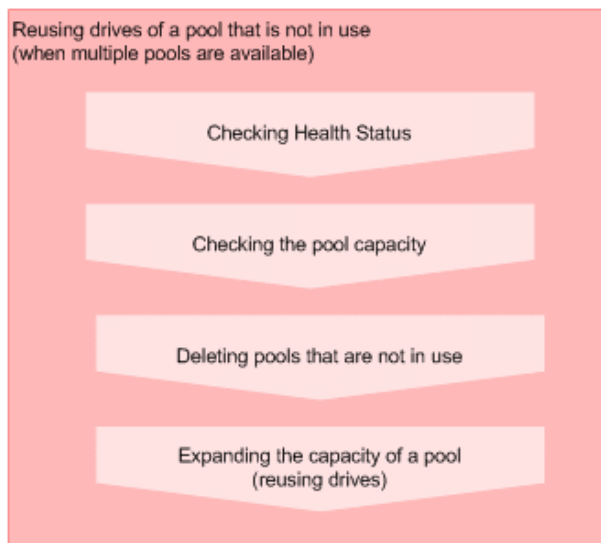 Reusing drives of a pool that is not in use
(when multiple pools are available)
Checking Health Status
Checking the pool capacity
Deleting pools that are not in use
Expanding the capacity of a pool
(reusing drives)